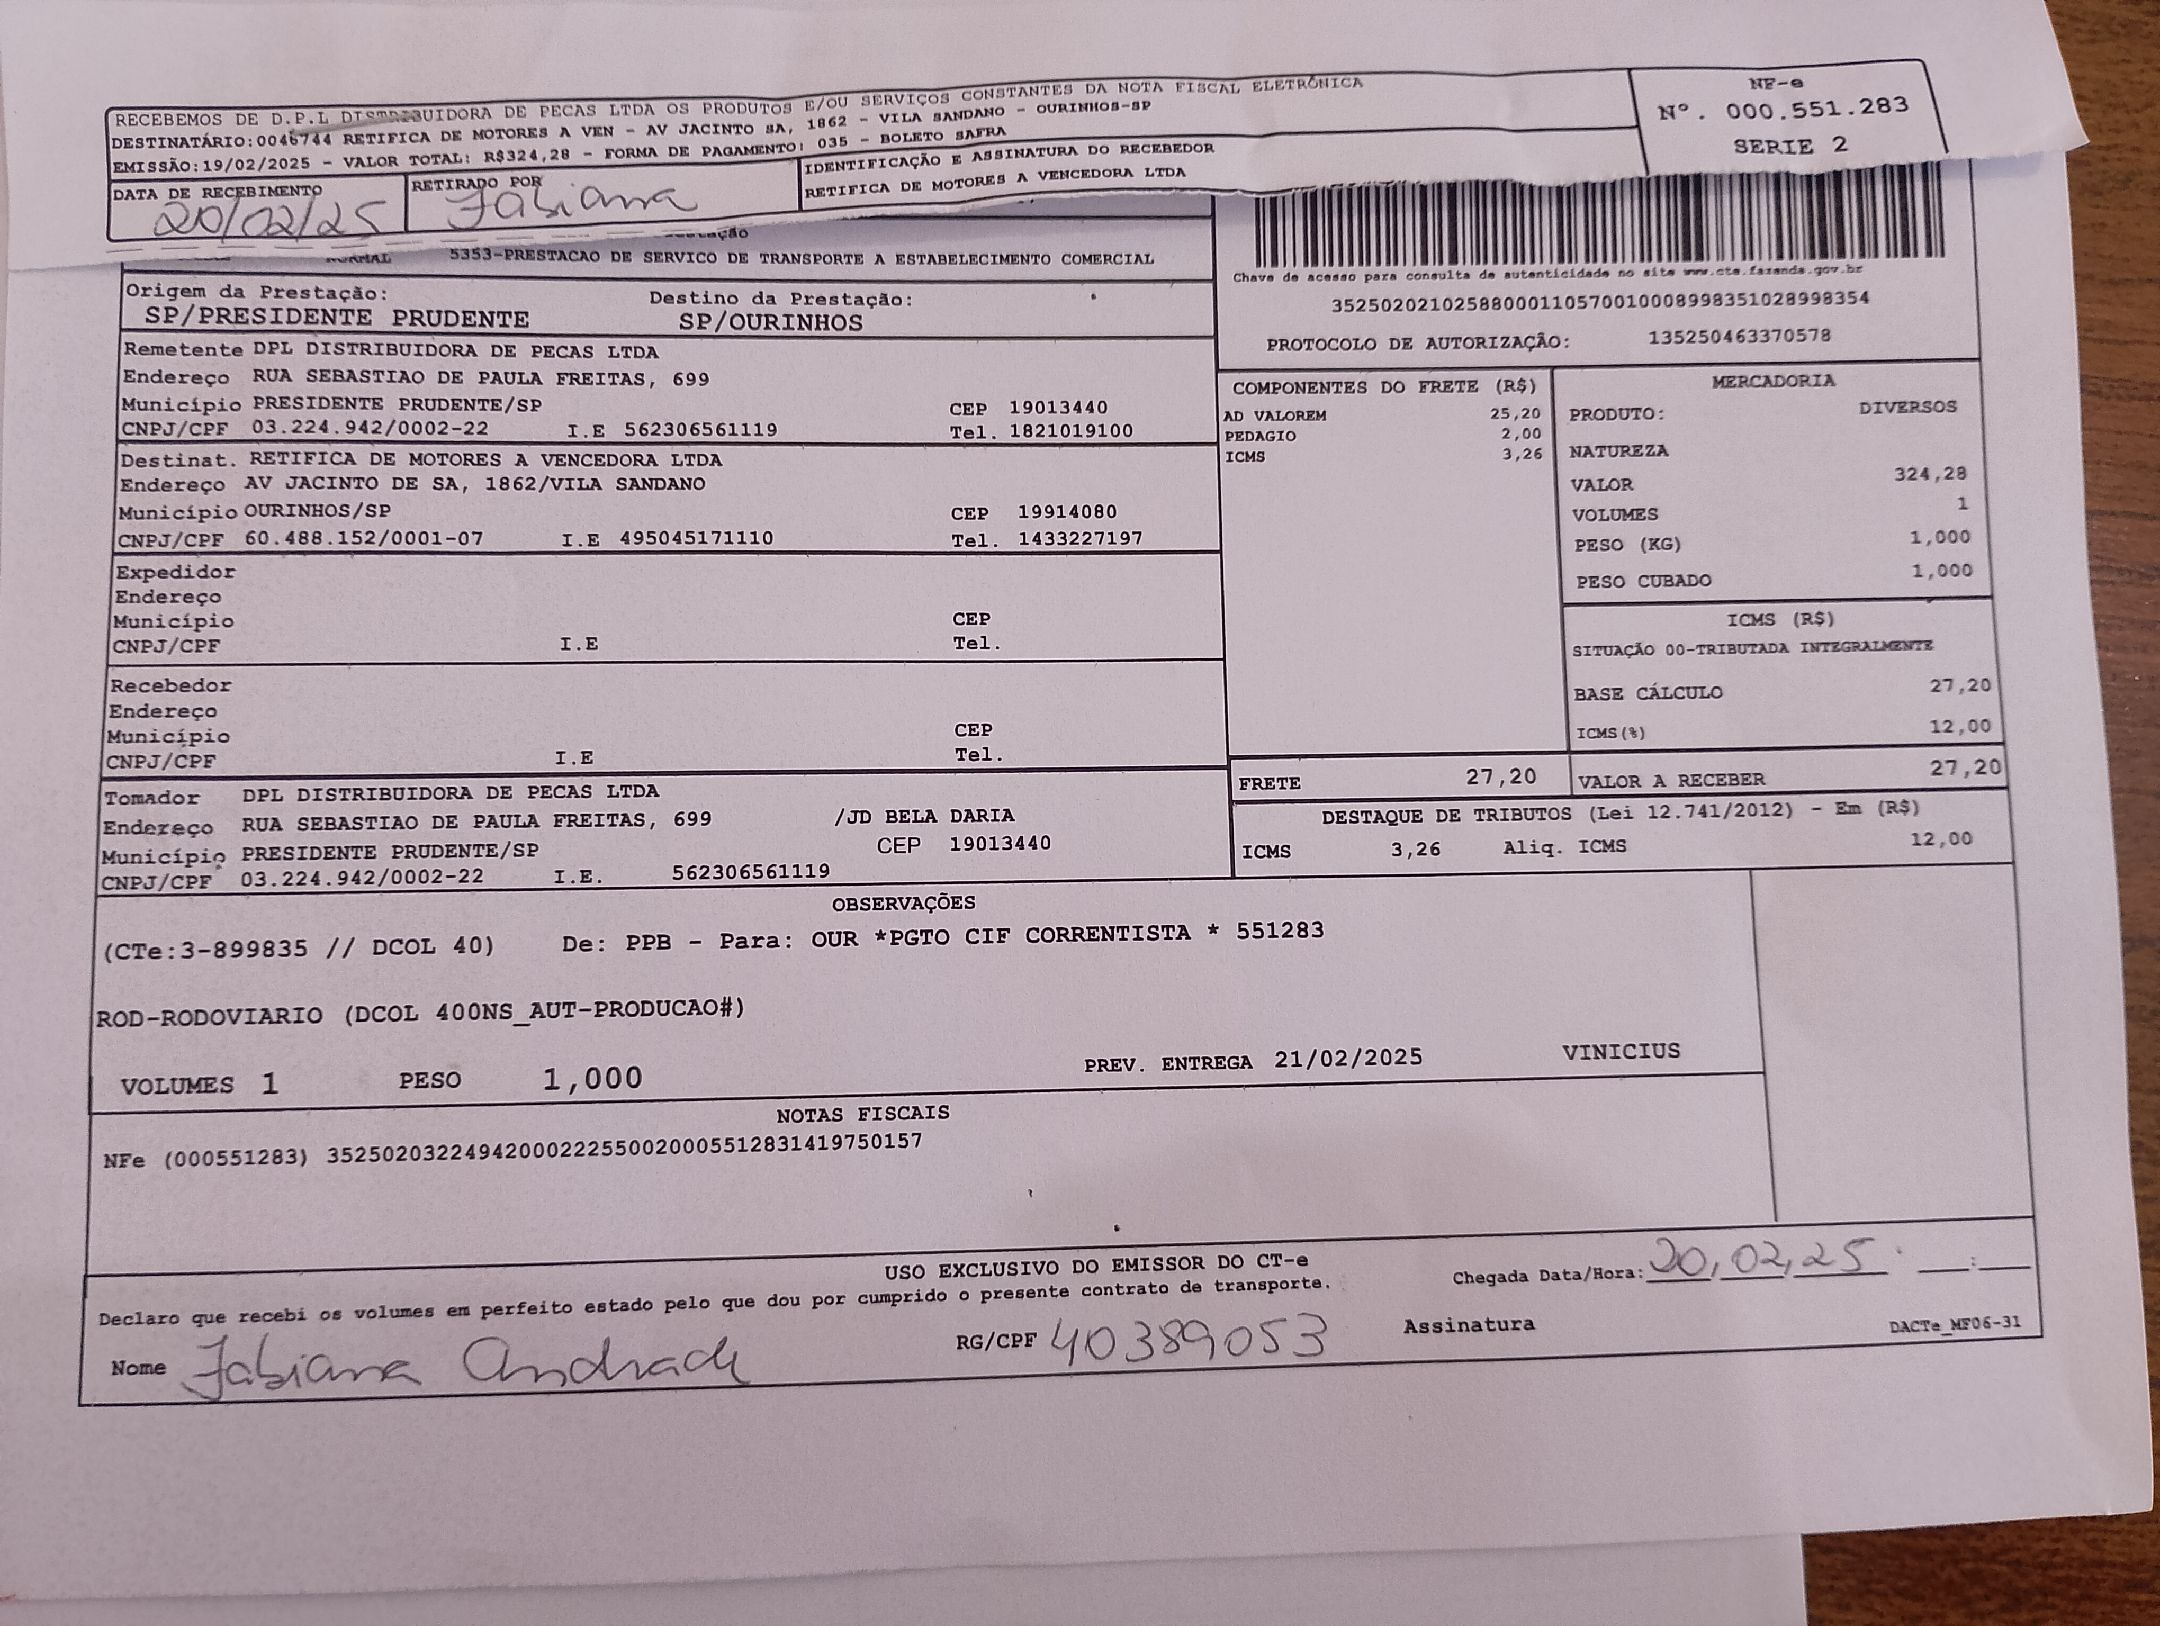 RECEBEMOS DE D.P.L DISTRIBUIDORA DE PECAS LTDA OS PRODUTOS E/OU SERVIÇOS CONSTANTES DA NOTA FISCAL ELETRÔNICA
DESTINATÁRIO:0046744 RETIFICA DE MOTORES A VEN - AV JACINTO SA, 1862 - VILA SANDANO - OURINHOS-SP
EMISSÃO:19/02/2025 - VALOR TOTAL: R$324,28 - FORMA DE PAGAMENTO: 035 - BOLETO SAFRA
NF-e
Nº. 000.551.283
SERIE 2
DATA DE RECEBIMENTO
20/02/25
RETIRADO POR
Fabiana
IDENTIFICAÇÃO E ASSINATURA DO RECEBEDOR
RETIFICA DE MOTORES A VENCEDORA LTDA
NORMAL 5353-PRESTACAO DE SERVICO DE TRANSPORTE A ESTABELECIMENTO COMERCIAL
Chave de acesso para consulta de autenticidade no site www.cte.fazenda.gov.br
35250202102588000110570010008998351028998354
PROTOCOLO DE AUTORIZAÇÃO: 135250463370578
Origem da Prestação: Destino da Prestação:
SP/PRESIDENTE PRUDENTE SP/OURINHOS
Remetente DPL DISTRIBUIDORA DE PECAS LTDA
Endereço RUA SEBASTIAO DE PAULA FREITAS, 699
Município PRESIDENTE PRUDENTE/SP CEP 19013440
CNPJ/CPF 03.224.942/0002-22 I.E 562306561119 Tel. 1821019100
Destinat. RETIFICA DE MOTORES A VENCEDORA LTDA
Endereço AV JACINTO DE SA, 1862/VILA SANDANO
Município OURINHOS/SP CEP 19914080
CNPJ/CPF 60.488.152/0001-07 I.E 495045171110 Tel. 1433227197
Expedidor
Endereço
Município CEP
CNPJ/CPF I.E Tel.
Recebedor
Endereço
Município CEP
CNPJ/CPF I.E Tel.
Tomador DPL DISTRIBUIDORA DE PECAS LTDA
Endereço RUA SEBASTIAO DE PAULA FREITAS, 699 /JD BELA DARIA
Município PRESIDENTE PRUDENTE/SP CEP 19013440
CNPJ/CPF 03.224.942/0002-22 I.E. 562306561119
COMPONENTES DO FRETE (R$)
AD VALOREM 25,20
PEDAGIO 2,00
ICMS 3,26
MERCADORIA
PRODUTO: DIVERSOS
NATUREZA
VALOR 324,28
VOLUMES 1
PESO (KG) 1,000
PESO CUBADO 1,000
ICMS (R$)
SITUAÇÃO 00-TRIBUTADA INTEGRALMENTE
BASE CÁLCULO 27,20
ICMS(%) 12,00
FRETE 27,20 VALOR A RECEBER 27,20
DESTAQUE DE TRIBUTOS (Lei 12.741/2012) - Em (R$)
ICMS 3,26 Aliq. ICMS 12,00
OBSERVAÇÕES
(CTe:3-899835 // DCOL 40) De: PPB - Para: OUR *PGTO CIF CORRENTISTA * 551283
ROD-RODOVIARIO (DCOL 400NS_AUT-PRODUCAO#)
VOLUMES 1 PESO 1,000 PREV. ENTREGA 21/02/2025 VINICIUS
NOTAS FISCAIS
NFe (000551283) 35250203224942000222550020005512831419750157
USO EXCLUSIVO DO EMISSOR DO CT-e
Declaro que recebi os volumes em perfeito estado pelo que dou por cumprido o presente contrato de transporte.
Chegada Data/Hora: 20,02,25 :
Nome Fabiana Andrade RG/CPF 40389053 Assinatura
DACTe_MF06-31